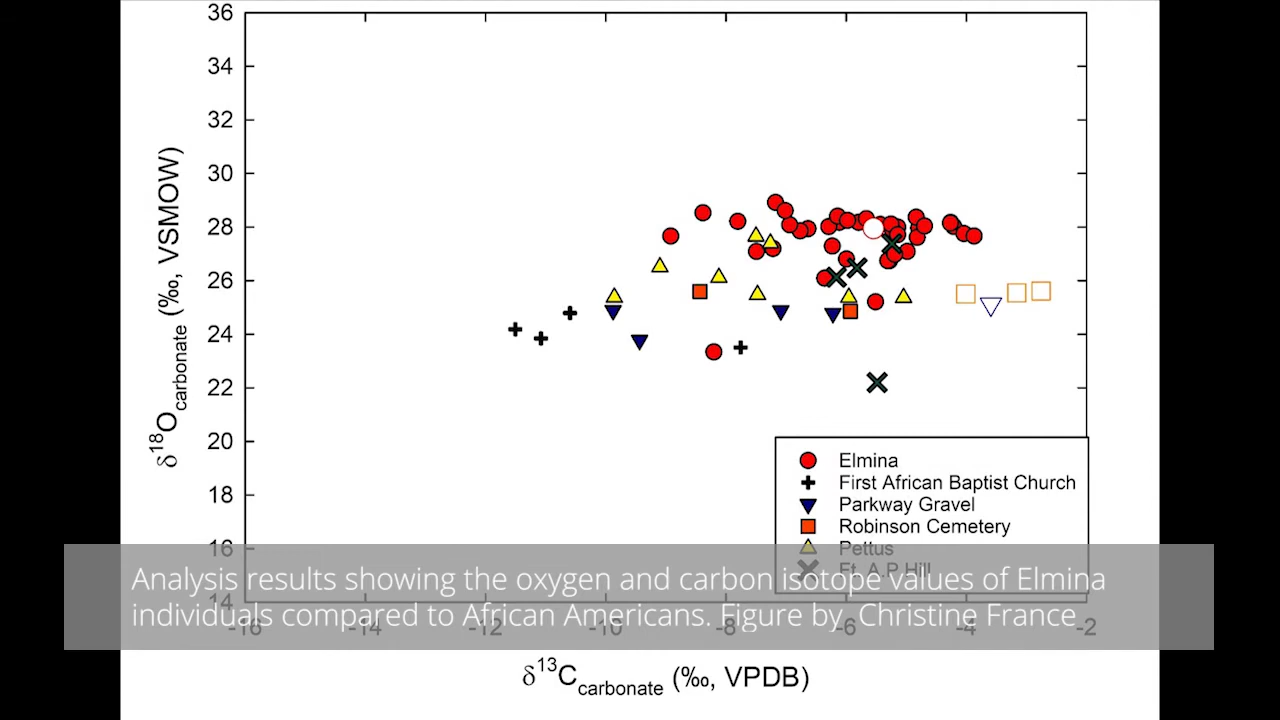 36
34
32
30
28
26
24
22
20
18
16
14
δ18Ocarbonate (‰, VSMOW)
Elmina
First African Baptist Church
Parkway Gravel
Robinson Cemetery
Pettus
Ft. A.P. Hill
Analysis results showing the oxygen and carbon isotope values of Elmina
individuals compared to African Americans. Figure by Christine France
-16 -14 -12 -10 -8 -6 -4 -2
δ13Ccarbonate (‰, VPDB)